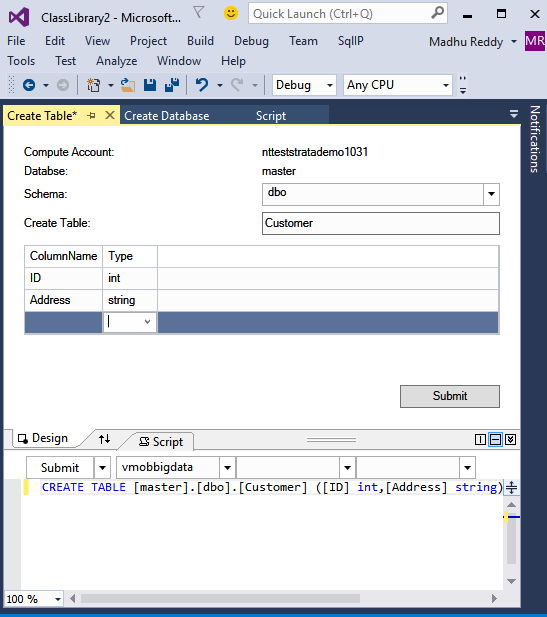 ClassLibrary2 - Microsoft...
Quick Launch (Ctrl+Q)
File Edit View Project Build Debug Team SqlIP
Madhu Reddy MR
Tools Test Analyze Window Help
Debug Any CPU
Create Table* Create Database Script
Notifications
Compute Account: ntteststratademo1031
Databse: master
Schema: dbo
Create Table: Customer
ColumnName Type
ID int
Address string
Submit
Design Script
Submit vmobbigdata
CREATE TABLE [master].[dbo].[Customer] ([ID] int,[Address] string)
100 %